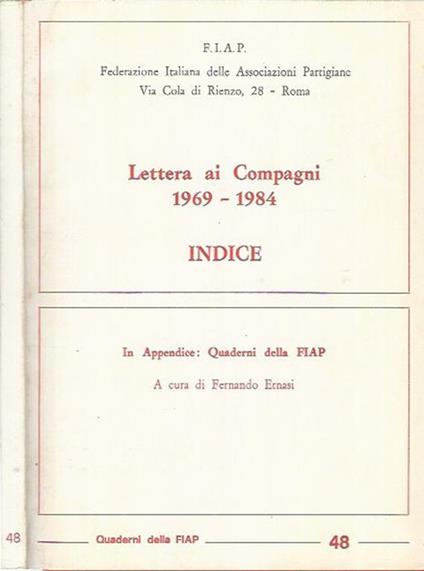 F.I.A.P.
Federazione Italiana delle Associazioni Partigiane
Via Cola di Rienzo, 28 - Roma
Lettera ai Compagni
1969 - 1984
INDICE
In Appendice: Quaderni della FIAP
A cura di Fernando Etnasi
48
Quaderni della FIAP
48